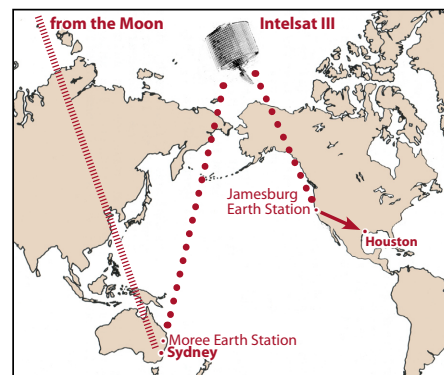 from the Moon
Intelsat III
Jamesburg
Earth Station
Houston
Moree Earth Station
Sydney